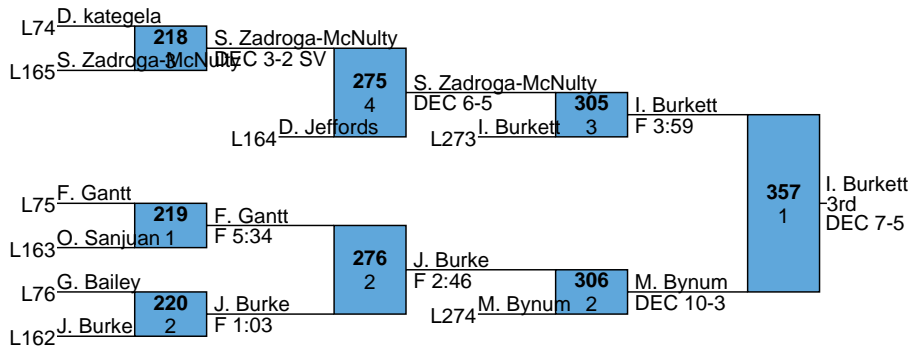 L74 D. kategela
218
3
L165 S. Zadroga-McNulty
S. Zadroga-McNulty
DEC 3-2 SV
275
4
L164 D. Jeffords
S. Zadroga-McNulty
DEC 6-5
305
3
L273 I. Burkett
I. Burkett
F 3:59
L75 F. Gantt
219
1
L163 O. Sanjuan
F. Gantt
F 5:34
276
2
L76 G. Bailey
220
2
L162 J. Burke
J. Burke
F 1:03
J. Burke
F 2:46
306
2
L274 M. Bynum
M. Bynum
DEC 10-3
357
1
I. Burkett
3rd
DEC 7-5